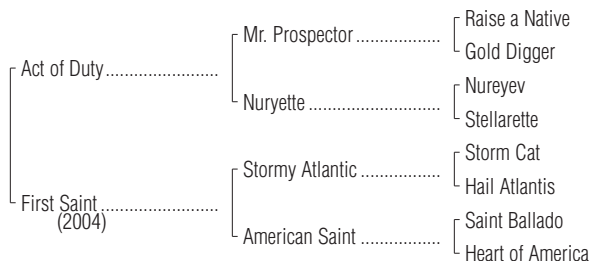 Raise a Native
Mr. Prospector ..................
Gold Digger
Act of Duty ........................
Nureyev
Nuryette ............................
Stellarette
Storm Cat
Stormy Atlantic .................
Hail Atlantis
First Saint .........................
(2004)
Saint Ballado
American Saint ..................
Heart of America